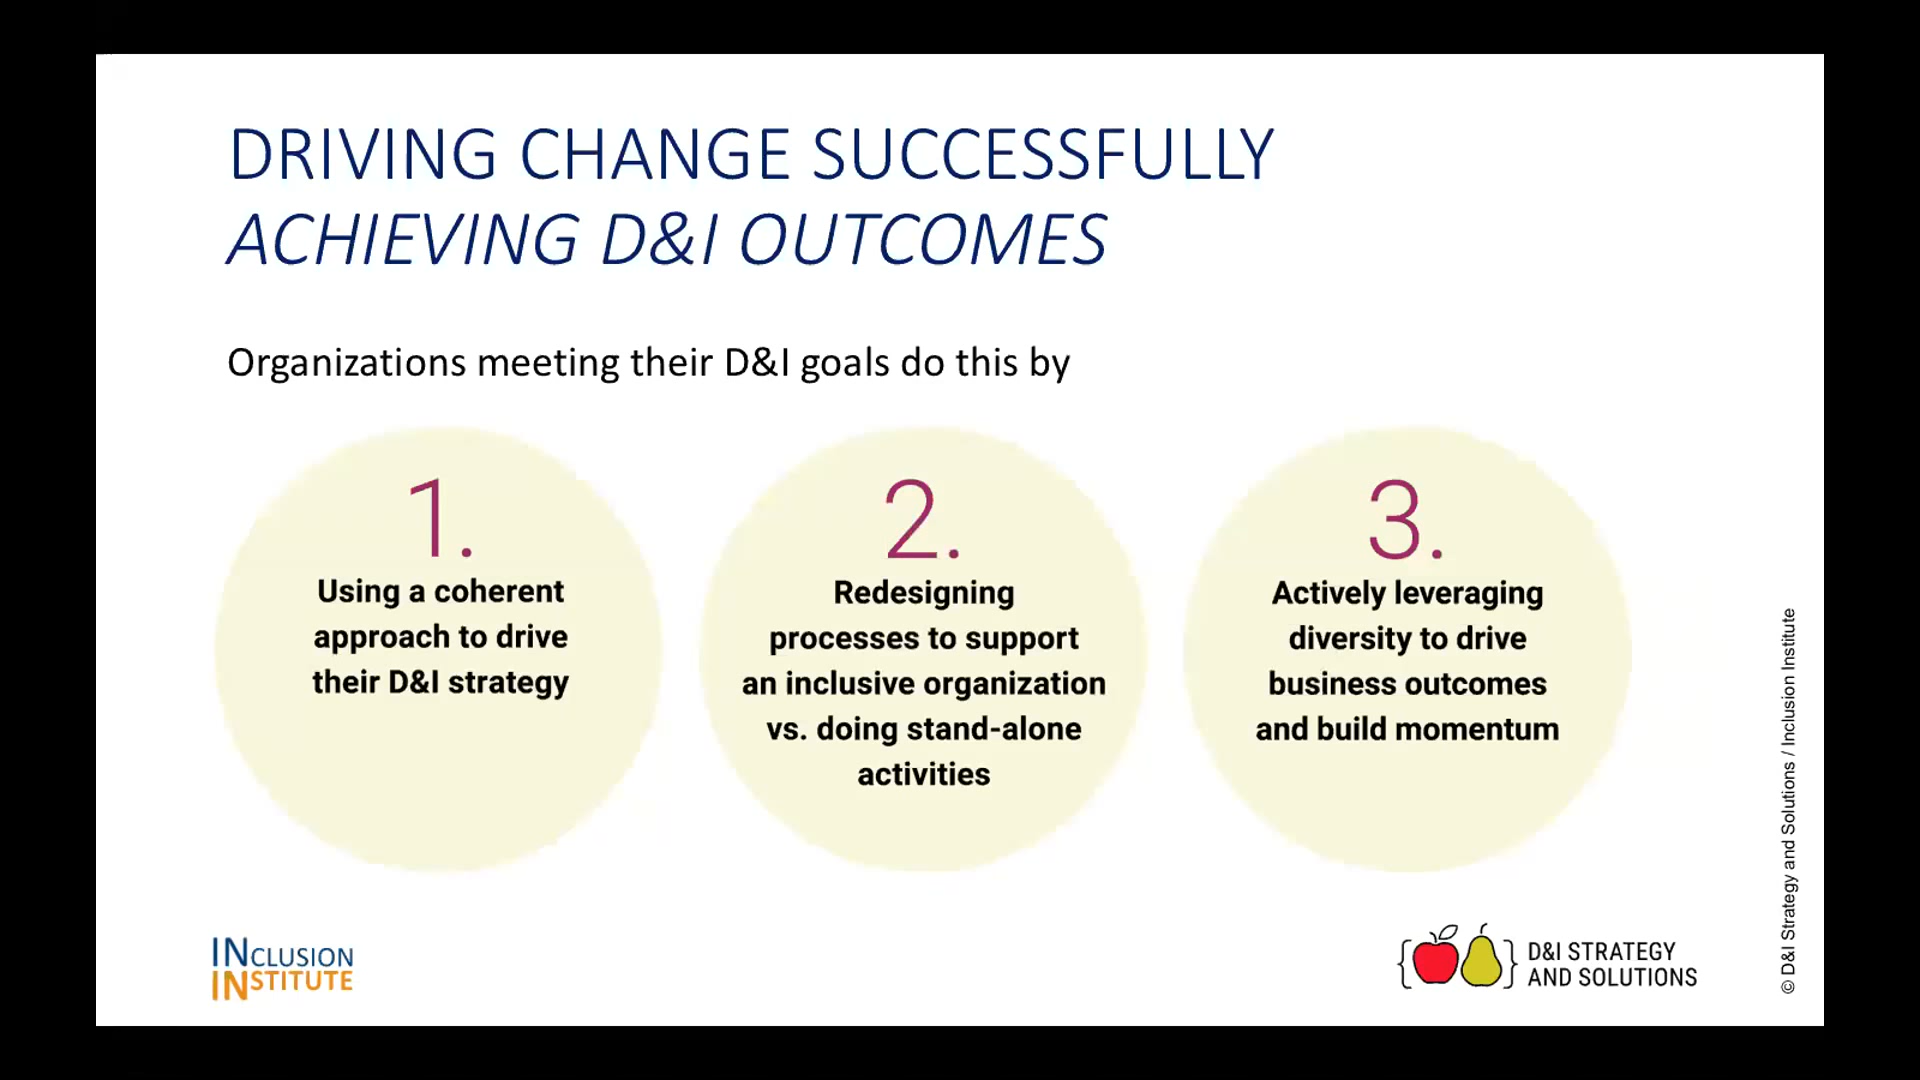 DRIVING CHANGE SUCCESSFULLY
ACHIEVING D&I OUTCOMES
Organizations meeting their D&I goals do this by
1.
Using a coherent
approach to drive
their D&I strategy
2.
Redesigning
processes to support
an inclusive organization
vs. doing stand-alone
activities
3.
Actively leveraging
diversity to drive
business outcomes
and build momentum
INCLUSION
INSTITUTE
D&I STRATEGY
AND SOLUTIONS
© D&I Strategy and Solutions / Inclusion Institute